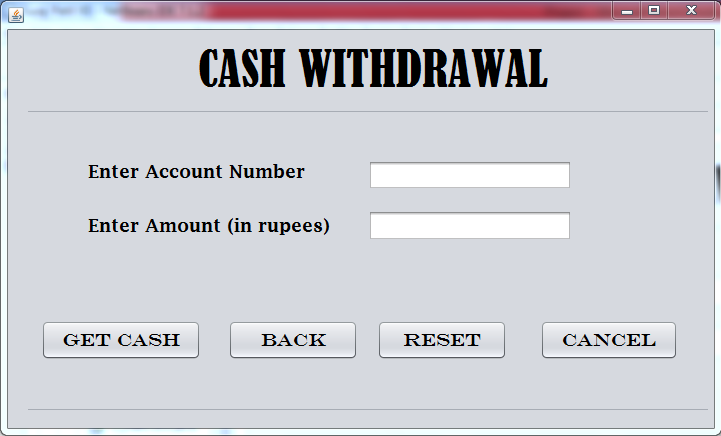 CASH WITHDRAWAL
Enter Account Number
Enter Amount (in rupees)
GET CASH BACK RESET CANCEL